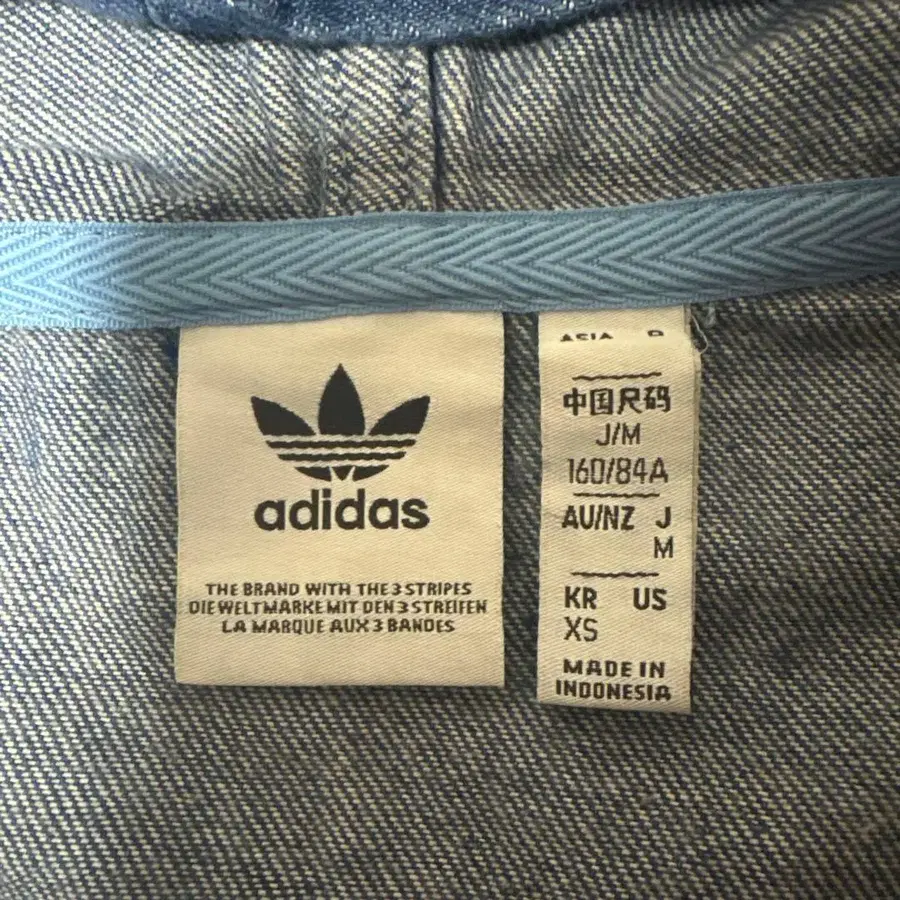 adidas
THE BRAND WITH THE 3 STRIPES
DIE WELTMARKE MIT DEN 3 STREIFEN
LA MARQUE AUX 3 BANDES
ASIA
中国尺码
J/M
160/84A
AU/NZ J
M
KR US
XS
MADE IN
INDONESIA